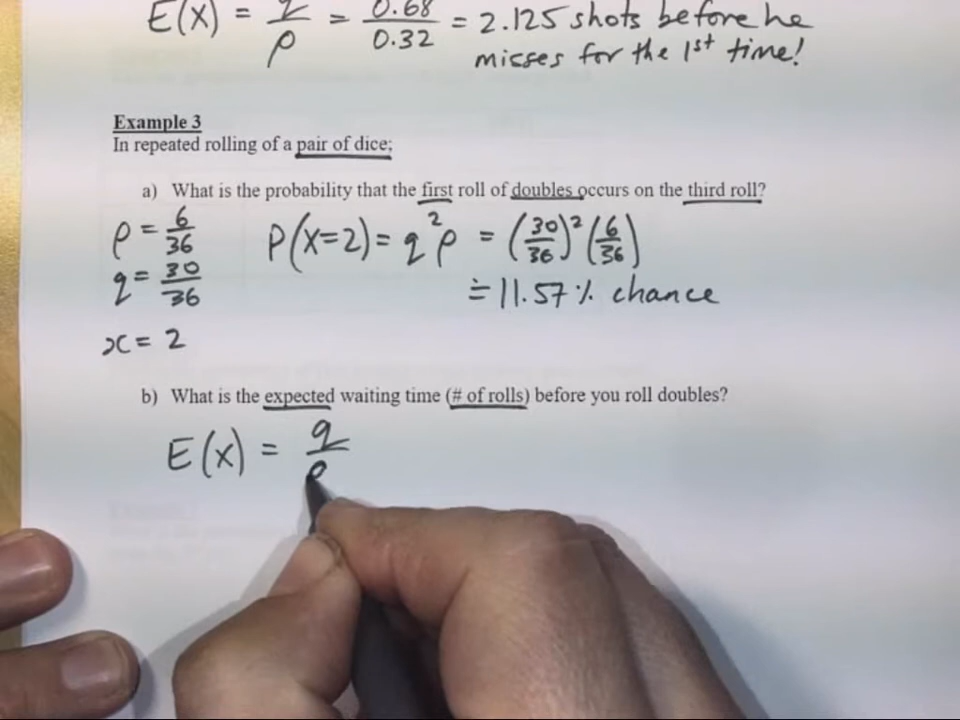 E(X) = q/p = 0.68/0.32 = 2.125 shots before he
misses for the 1st time!
Example 3
In repeated rolling of a pair of dice;
a) What is the probability that the first roll of doubles occurs on the third roll?
p = 6/36 P(X=2) = q²p = (30/36)² (6/36)
q = 30/36 ≐ 11.57% chance
x = 2
b) What is the expected waiting time (# of rolls) before you roll doubles?
E(X) = q/p